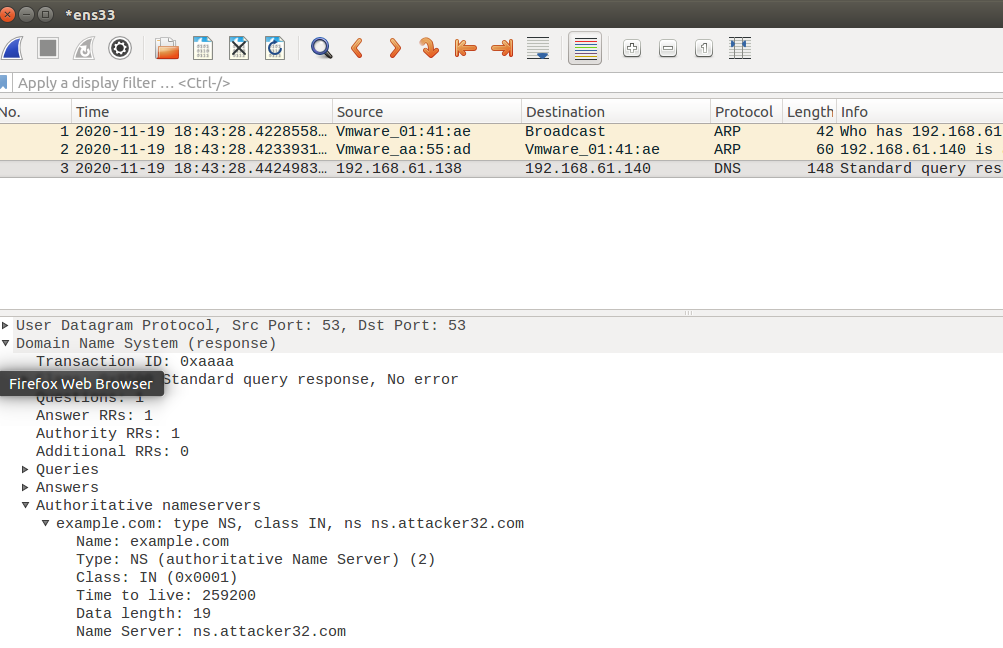 *ens33
Apply a display filter … <Ctrl-/>
No. Time Source Destination Protocol Length Info
1 2020-11-19 18:43:28.4228558… Vmware_01:41:ae Broadcast ARP 42 Who has 192.168.61
2 2020-11-19 18:43:28.4233931… Vmware_aa:55:ad Vmware_01:41:ae ARP 60 192.168.61.140 is
3 2020-11-19 18:43:28.4424983… 192.168.61.138 192.168.61.140 DNS 148 Standard query res
User Datagram Protocol, Src Port: 53, Dst Port: 53
Domain Name System (response)
Transaction ID: 0xaaaa
Standard query response, No error
Firefox Web Browser
Questions: 1
Answer RRs: 1
Authority RRs: 1
Additional RRs: 0
Queries
Answers
Authoritative nameservers
example.com: type NS, class IN, ns ns.attacker32.com
Name: example.com
Type: NS (authoritative Name Server) (2)
Class: IN (0x0001)
Time to live: 259200
Data length: 19
Name Server: ns.attacker32.com